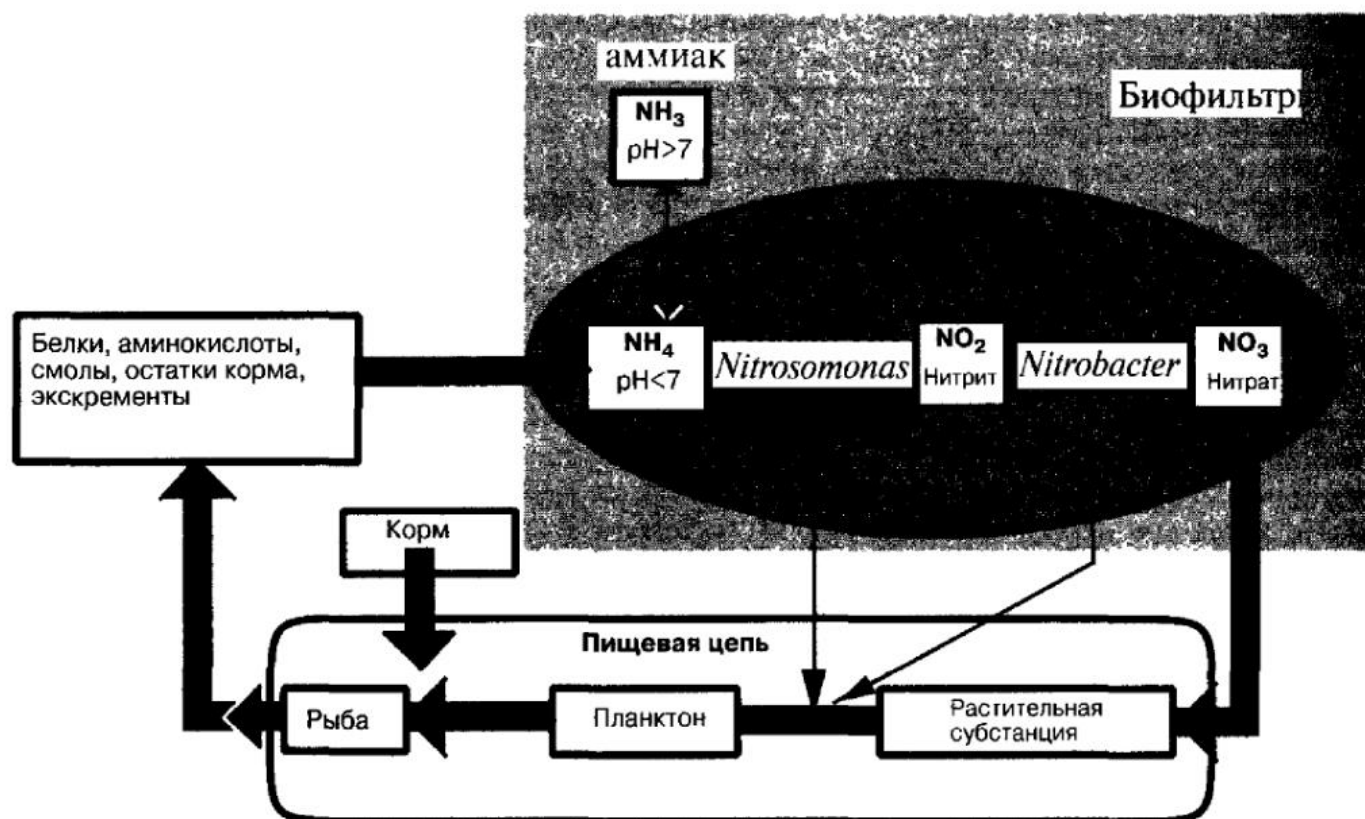 аммиак
Биофильтр
NH₃
pH>7
Белки, аминокислоты,
смолы, остатки корма,
экскременты
NH₄
pH<7
Nitrosomonas
NO₂
Нитрит
Nitrobacter
NO₃
Нитрат
Корм
Пищевая цепь
Рыба
Планктон
Растительная
субстанция